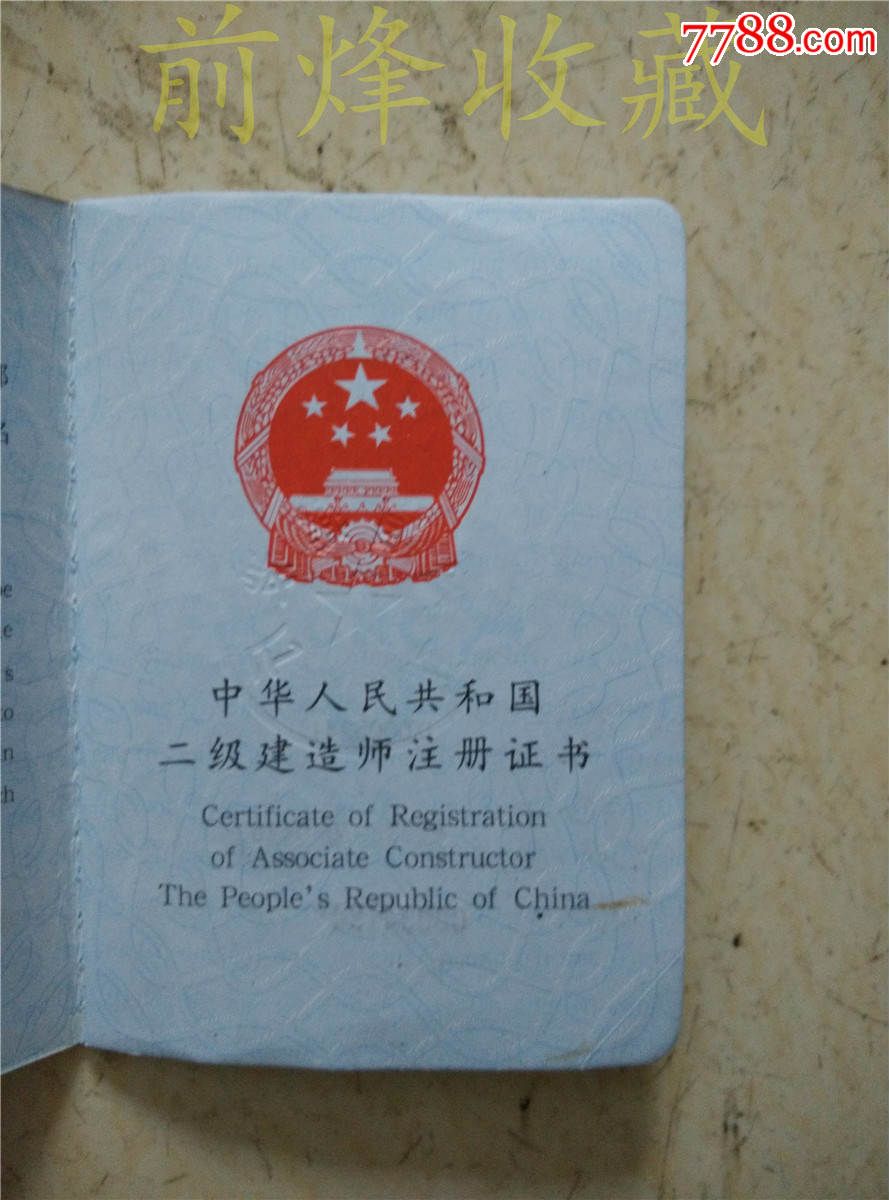 前烽收藏
7788.com
中华人民共和国
二级建造师注册证书
Certificate of Registration
of Associate Constructor
The People's Republic of China